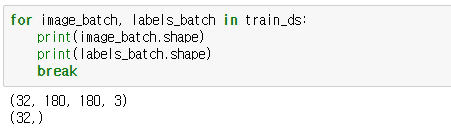 for image_batch, labels_batch in train_ds:
    print(image_batch.shape)
    print(labels_batch.shape)
    break
(32, 180, 180, 3)
(32,)